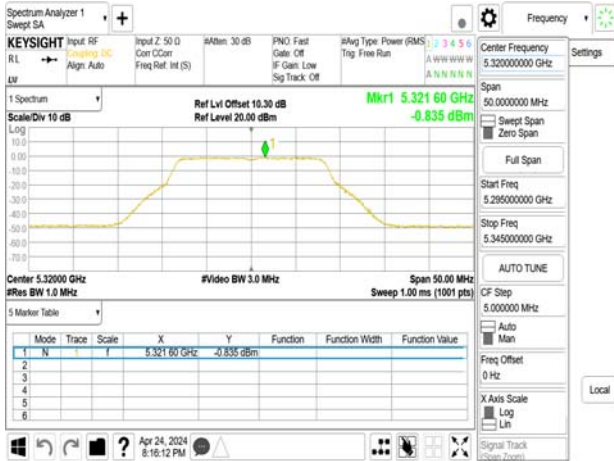 Spectrum Analyzer 1
Swept SA
+
Frequency
KEYSIGHT
RL
Input: RF
Coupling: DC
Align: Auto
Input Z: 50 Ω
Corr CCorr
Freq Ref: Int (S)
#Atten: 30 dB
PNO: Fast
Gate: Off
IF Gain: Low
Sig Track: Off
#Avg Type: Power (RMS
Trig: Free Run
1 2 3 4 5 6
A W W W W W
A N N N N N
1 Spectrum
Scale/Div 10 dB
Ref Lvl Offset 10.30 dB
Ref Level 20.00 dBm
Mkr1 5.321 60 GHz
-0.835 dBm
Log
10.0
0.00
-10.0
-20.0
-30.0
-40.0
-50.0
-60.0
-70.0
1
Center 5.32000 GHz
#Res BW 1.0 MHz
#Video BW 3.0 MHz
Span 50.00 MHz
Sweep 1.00 ms (1001 pts)
5 Marker Table
Mode Trace Scale X Y Function Function Width Function Value
1 N 1 f 5.321 60 GHz -0.835 dBm
2
3
4
5
6
Apr 24, 2024
8:16:12 PM
?
Center Frequency
5.320000000 GHz
Settings
Span
50.0000000 MHz
Swept Span
Zero Span
Full Span
Start Freq
5.295000000 GHz
Stop Freq
5.345000000 GHz
AUTO TUNE
CF Step
5.000000 MHz
Auto
Man
Freq Offset
0 Hz
X Axis Scale
Log
Lin
Local
Signal Track
(Span Zoom)